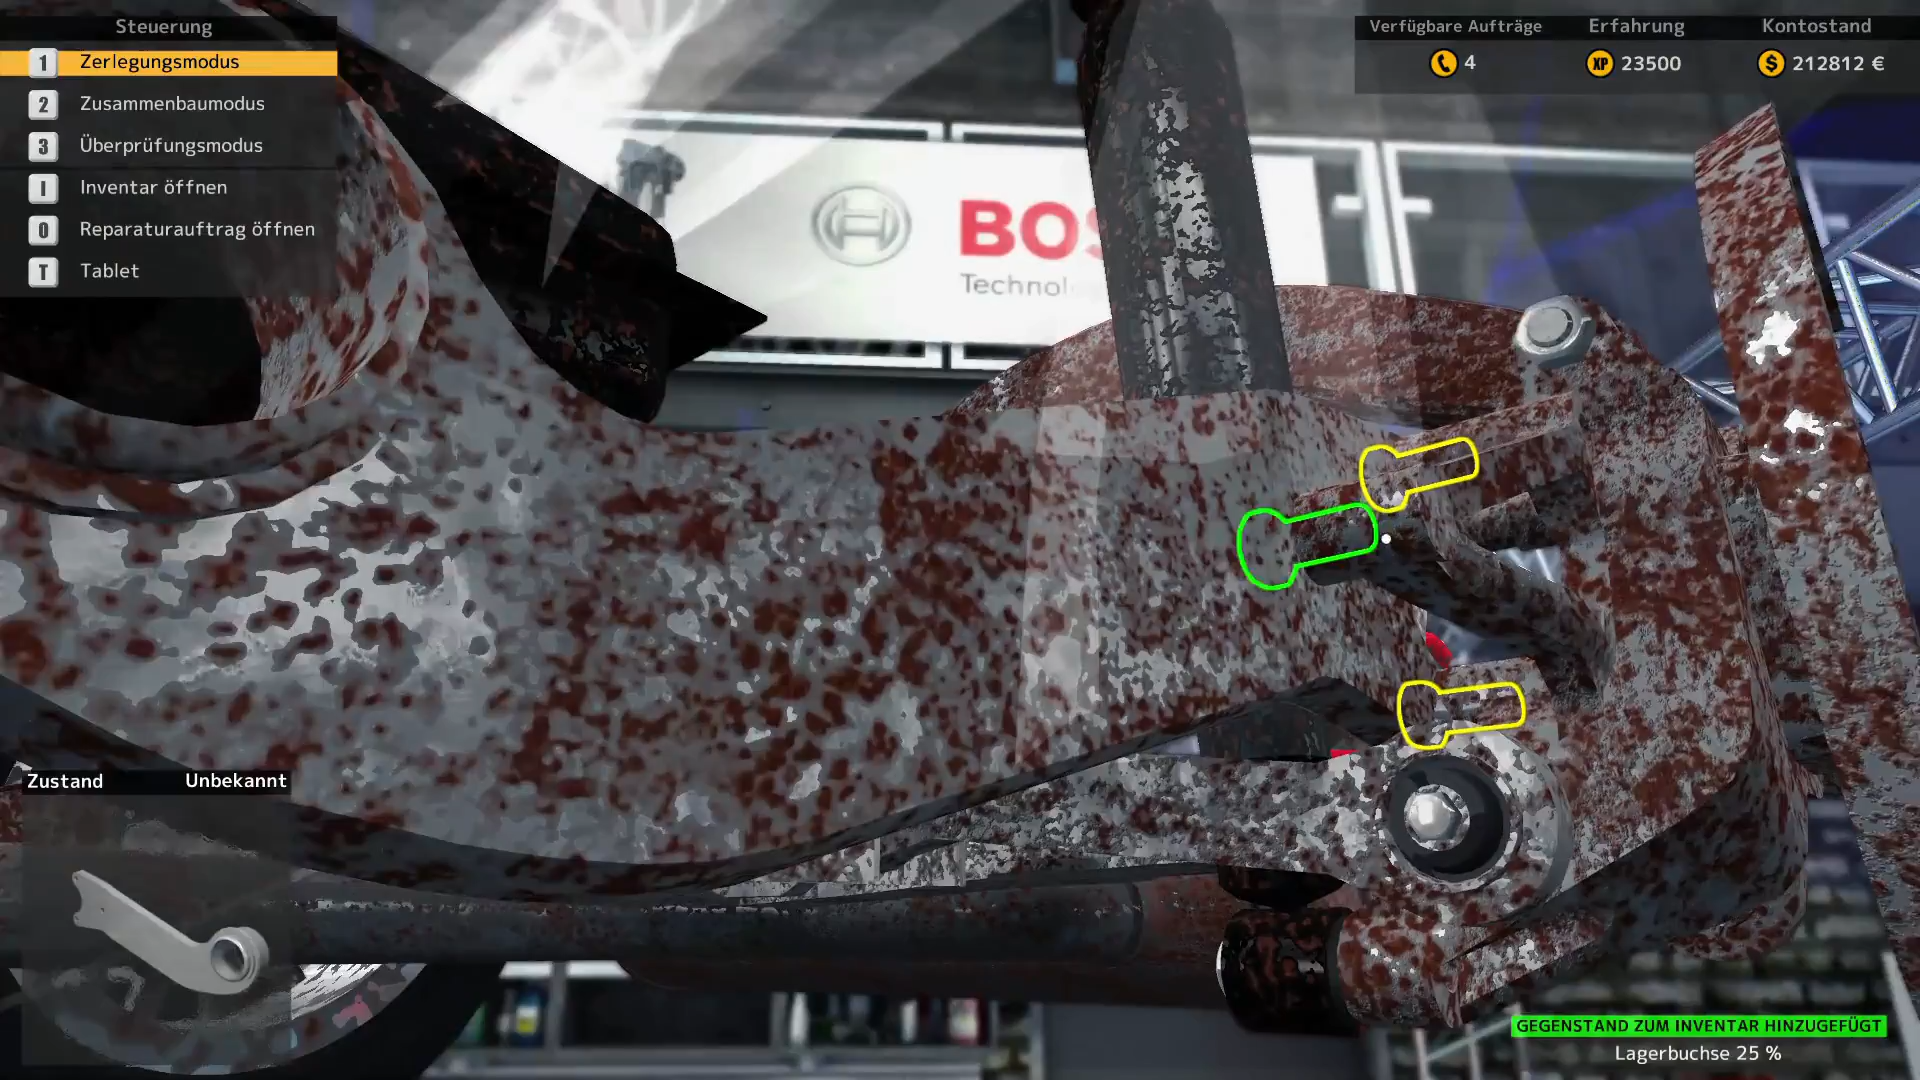 Steuerung
1 Zerlegungsmodus
2 Zusammenbaumodus
3 Überprüfungsmodus
I Inventar öffnen
O Reparaturauftrag öffnen
T Tablet
Verfügbare Aufträge Erfahrung Kontostand
4 XP 23500 $ 212812 €
BOS
Technol
Zustand Unbekannt
GEGENSTAND ZUM INVENTAR HINZUGEFÜGT
Lagerbuchse 25 %